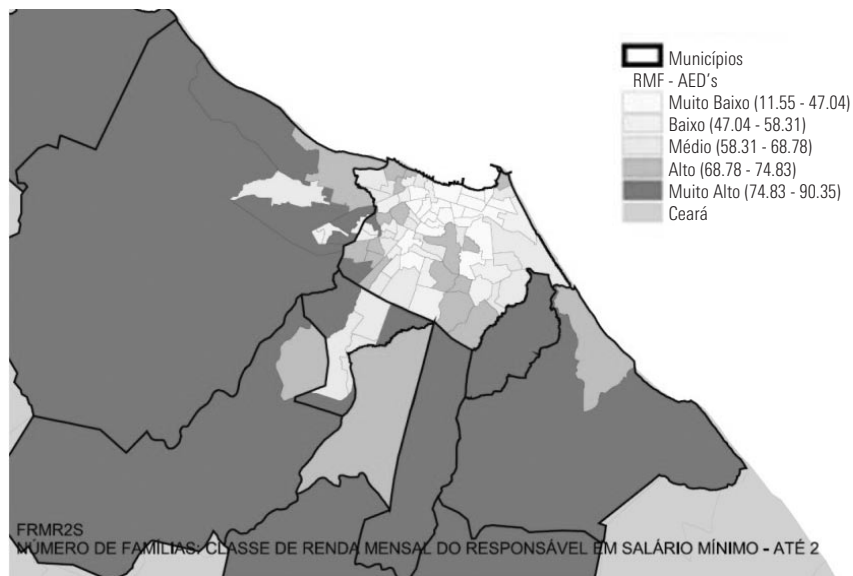 Municípios
RMF - AED's
Muito Baixo (11.55 - 47.04)
Baixo (47.04 - 58.31)
Médio (58.31 - 68.78)
Alto (68.78 - 74.83)
Muito Alto (74.83 - 90.35)
Ceará
FRMR2S
NÚMERO DE FAMÍLIAS: CLASSE DE RENDA MENSAL DO RESPONSÁVEL EM SALÁRIO MÍNIMO - ATÉ 2